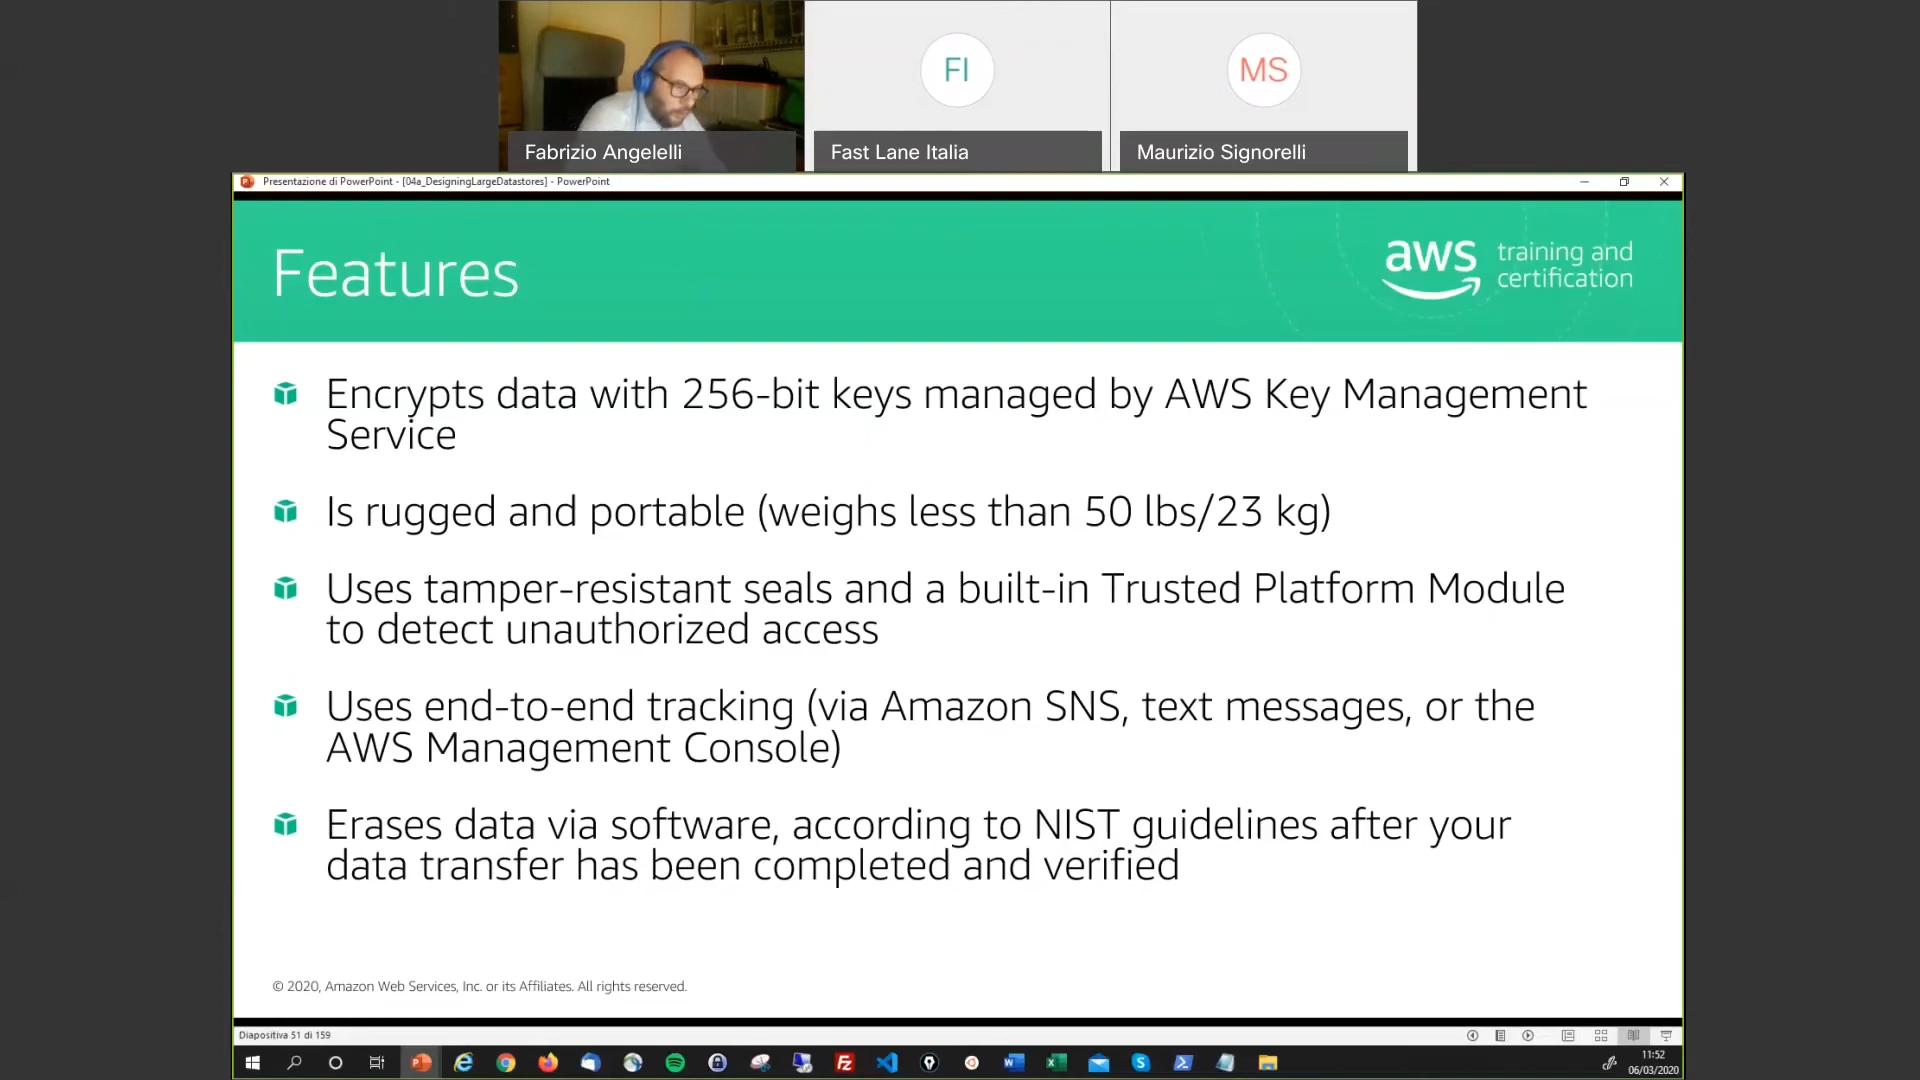 FI
MS
Fabrizio Angelelli
Fast Lane Italia
Maurizio Signorelli
Presentazione di PowerPoint - [04a_DesigningLargeDatastores] - PowerPoint
Features
aws
training and
certification
Encrypts data with 256-bit keys managed by AWS Key Management
Service
Is rugged and portable (weighs less than 50 lbs/23 kg)
Uses tamper-resistant seals and a built-in Trusted Platform Module
to detect unauthorized access
Uses end-to-end tracking (via Amazon SNS, text messages, or the
AWS Management Console)
Erases data via software, according to NIST guidelines after your
data transfer has been completed and verified
© 2020, Amazon Web Services, Inc. or its Affiliates. All rights reserved.
Diapositiva 51 di 159
11:52
06/03/2020